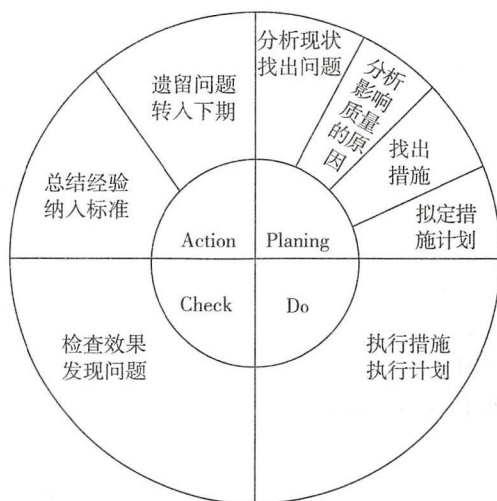 分析现状
找出问题
分析
影响
质量
的原
因
找出
措施
拟定措
施计划
执行措施
执行计划
检查效果
发现问题
总结经验
纳入标准
遗留问题
转入下期
Action
Planing
Check
Do